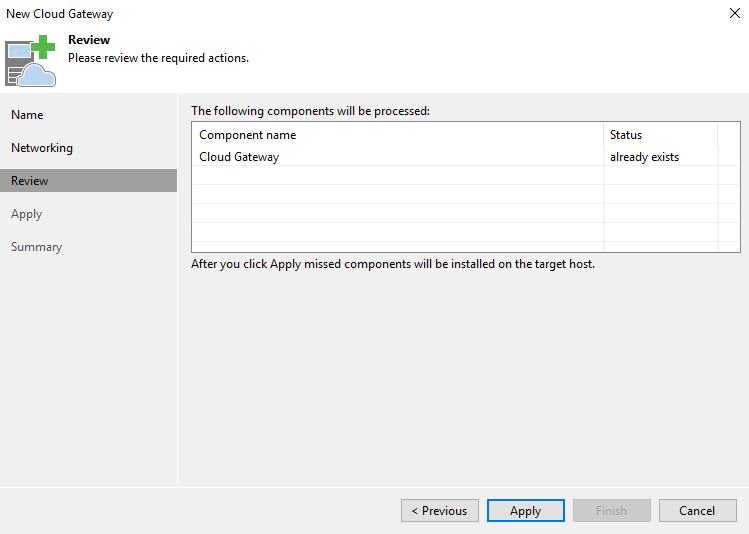 New Cloud Gateway
Review
Please review the required actions.
Name
Networking
Review
Apply
Summary
The following components will be processed:
Component name Status
Cloud Gateway already exists
After you click Apply missed components will be installed on the target host.
< Previous Apply Finish Cancel